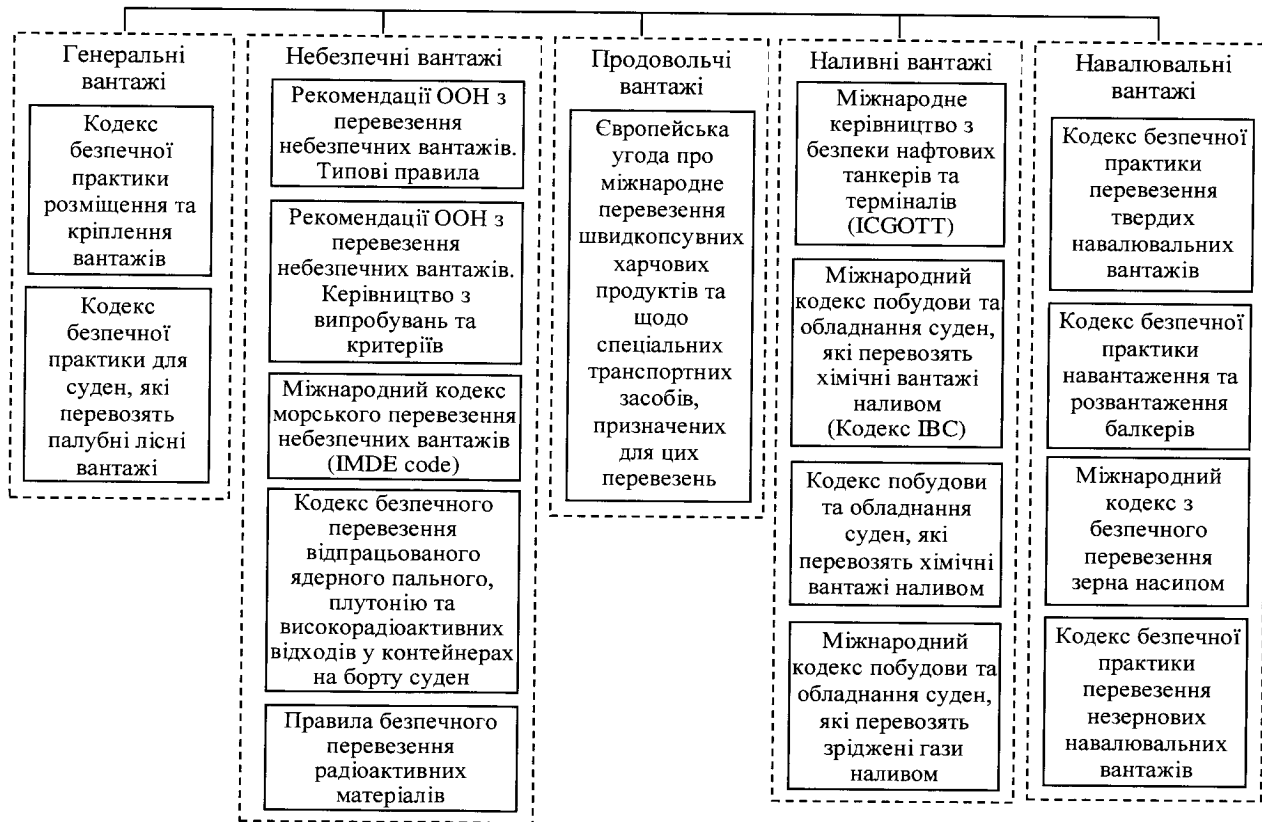 Генеральні
вантажі
Кодекс
безпечної
практики
розміщення та
кріплення
вантажів
Кодекс
безпечної
практики для
суден, які
перевозять
палубні лісні
вантажі
Небезпечні вантажі
Рекомендації ООН з
перевезення
небезпечних вантажів.
Типові правила
Рекомендації ООН з
перевезення
небезпечних вантажів.
Керівництво з
випробувань та
критеріїв
Міжнародний кодекс
морського перевезення
небезпечних вантажів
(IMDE code)
Кодекс безпечного
перевезення
відпрацьованого
ядерного пального,
плутонію та
високорадіоактивних
відходів у контейнерах
на борту суден
Правила безпечного
перевезення
радіоактивних
матеріалів
Продовольчі
вантажі
Європейська
угода про
міжнародне
перевезення
швидкопсувних
харчових
продуктів та
щодо
спеціальних
транспортних
засобів,
призначених
для цих
перевезень
Наливні вантажі
Міжнародне
керівництво з
безпеки нафтових
танкерів та
терміналів
(ICGOTT)
Міжнародний
кодекс побудови та
обладнання суден,
які перевозять
хімічні вантажі
наливом
(Кодекс IBC)
Кодекс побудови
та обладнання
суден, які
перевозять хімічні
вантажі наливом
Міжнародний
кодекс побудови та
обладнання суден,
які перевозять
зріджені гази
наливом
Навалювальні
вантажі
Кодекс безпечної
практики
перевезення
твердих
навалювальних
вантажів
Кодекс безпечної
практики
навантаження та
розвантаження
балкерів
Міжнародний
кодекс з
безпечного
перевезення
зерна насипом
Кодекс безпечної
практики
перевезення
незернових
навалювальних
вантажів